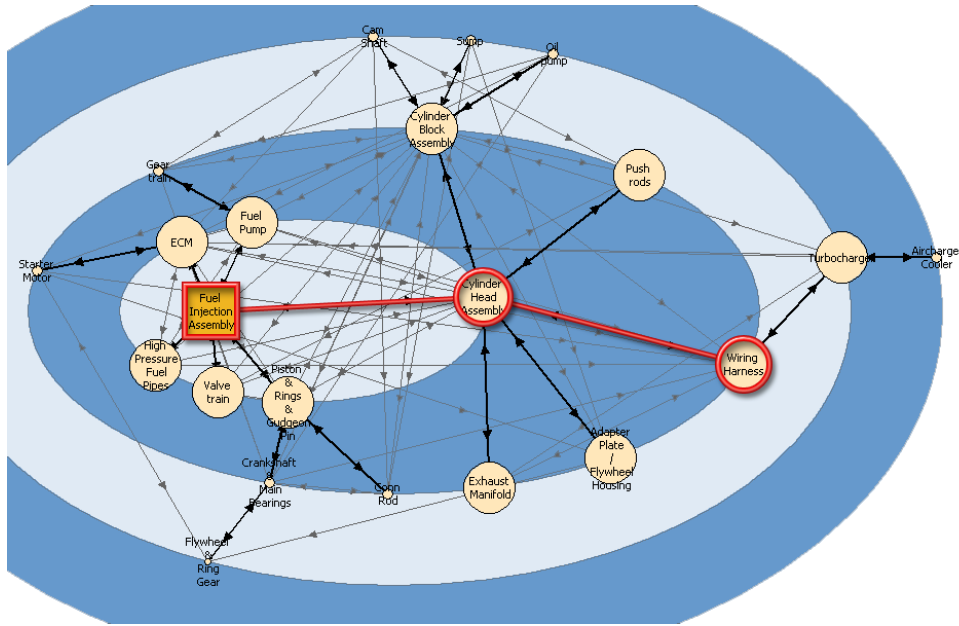 Cam
Shaft
Sump
Oil
pump
Cylinder
Block
Assembly
Push
rods
Gear
train
Fuel
Pump
ECM
Starter
Motor
Turbocharger
Aircharge
Cooler
Fuel
Injection
Assembly
Cylinder
Head
Assembly
Wiring
Harness
High
Pressure
Fuel
Pipes
Valve
train
Piston
&
Rings
&
Gudgeon
Pin
Crankshaft
&
Main
Bearings
Conn
Rod
Exhaust
Manifold
Adapter
Plate
/
Flywheel
Housing
Flywheel
&
Ring
Gear